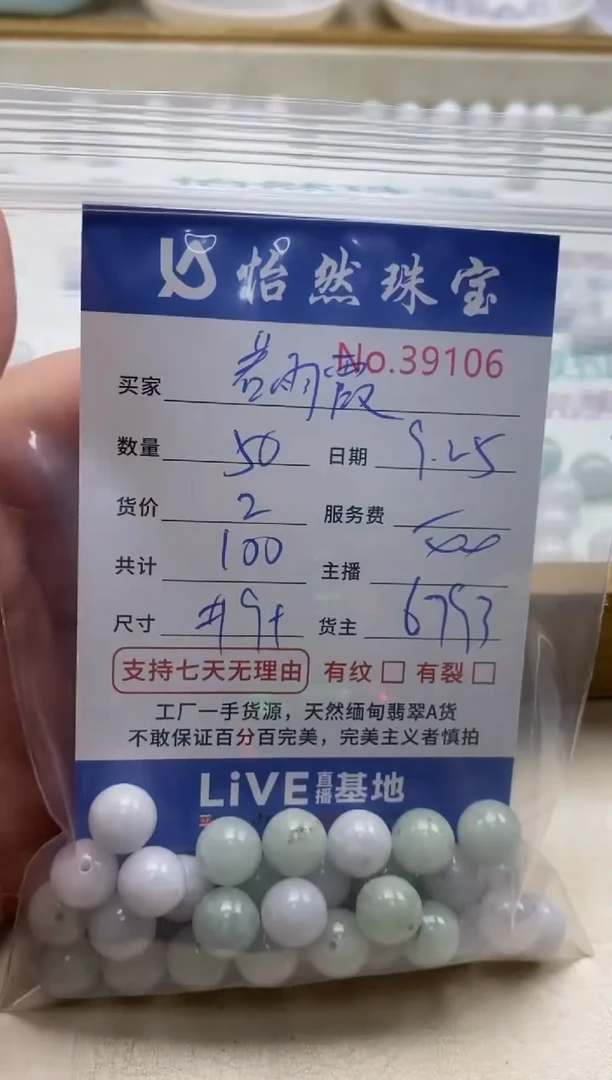 怡然珠宝
No.39106
买家
数量 50 日期 9.25
货价 2 服务费
共计 100 主播
尺寸 #9+ 货主 6793
支持七天无理由 有纹 □ 有裂 □
工厂一手货源，天然缅甸翡翠A货
不敢保证百分百完美，完美主义者慎拍
LiVE直播基地